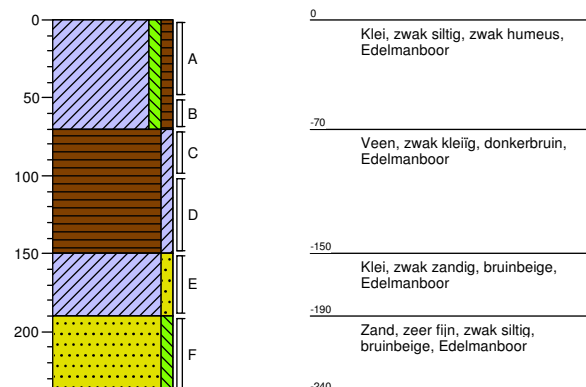 0
50
100
150
200
A
B
C
D
E
F
0
Klei, zwak siltig, zwak humeus,
Edelmanboor
-70
Veen, zwak kleiïg, donkerbruin,
Edelmanboor
-150
Klei, zwak zandig, bruinbeige,
Edelmanboor
-190
Zand, zeer fijn, zwak siltig,
bruinbeige, Edelmanboor
-240